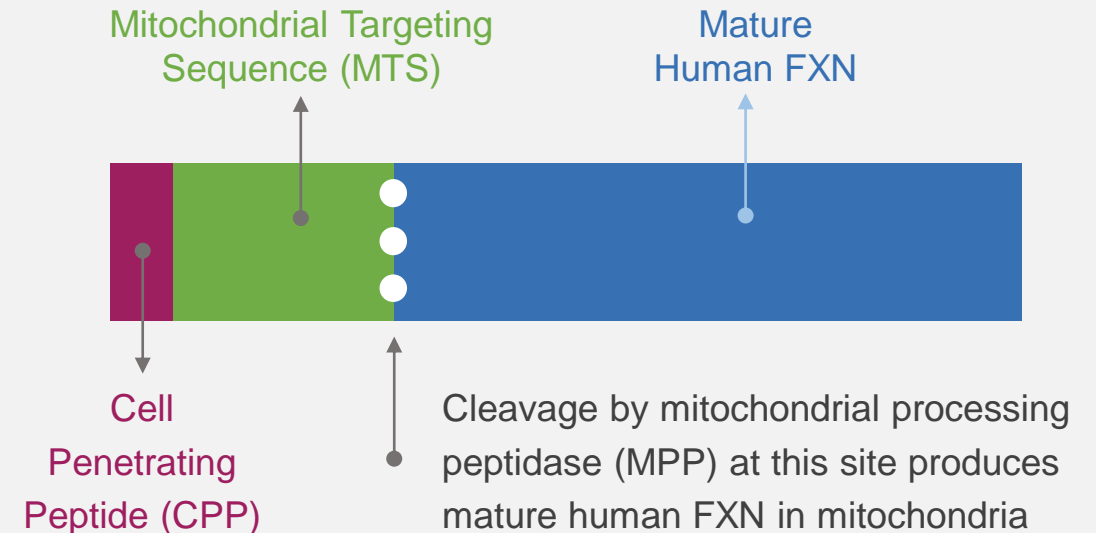 Mitochondrial Targeting
Sequence (MTS)
Mature
Human FXN
Cell
Penetrating
Peptide (CPP)
Cleavage by mitochondrial processing
peptidase (MPP) at this site produces
mature human FXN in mitochondria